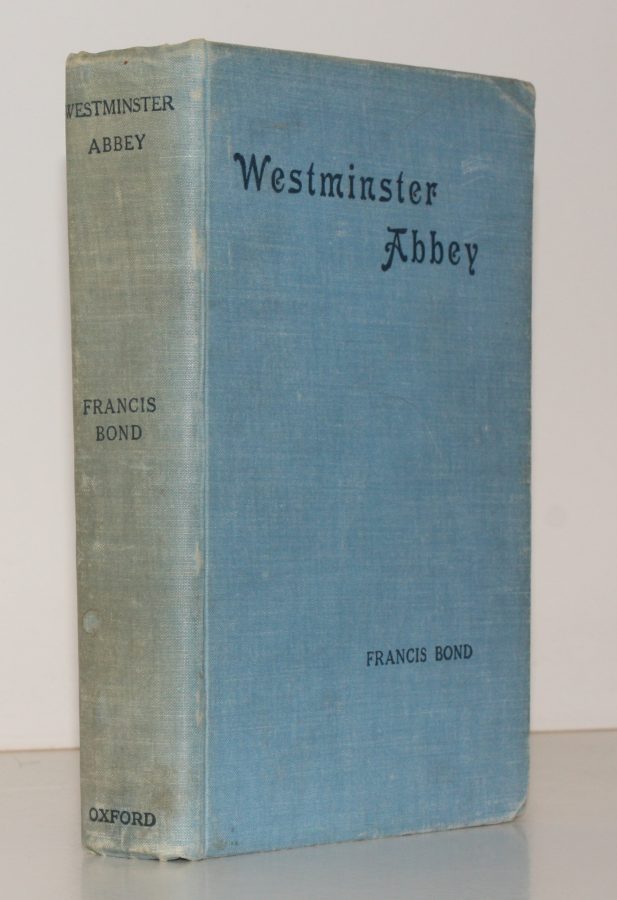 WESTMINSTER
ABBEY
FRANCIS
BOND
OXFORD
Westminster
Abbey
FRANCIS BOND